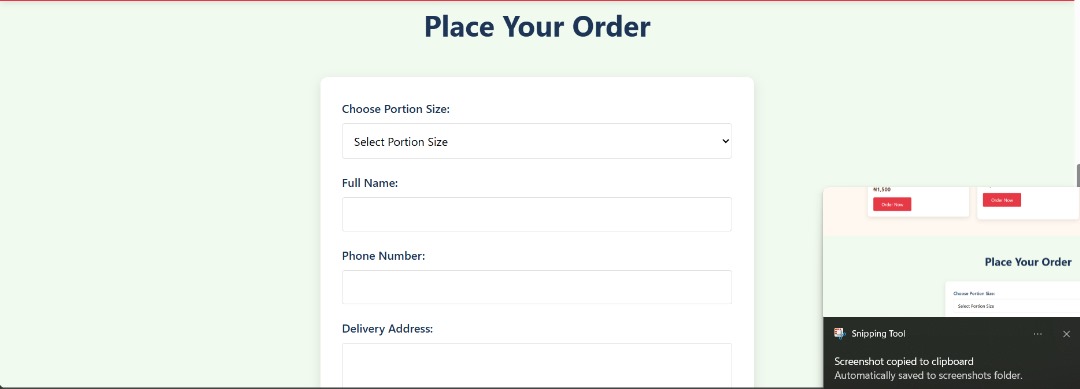 Place Your Order
Choose Portion Size:
Select Portion Size
Full Name:
Phone Number:
Delivery Address:
₦1,500
Order Now
Order Now
Place Your Order
Choose Portion Size:
Select Portion Size
Snipping Tool
Screenshot copied to clipboard
Automatically saved to screenshots folder.